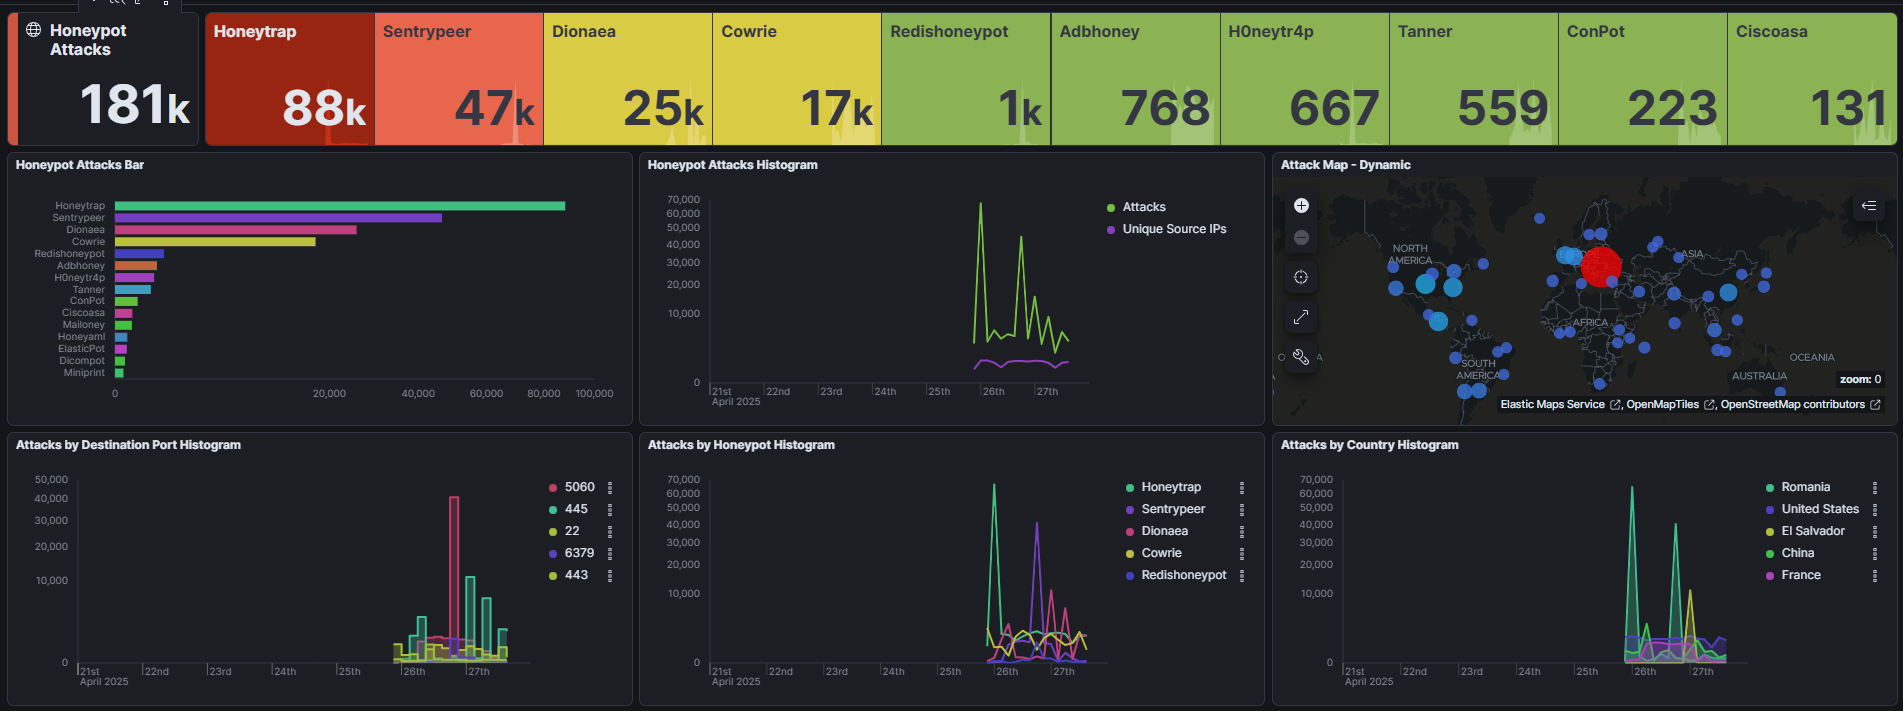 Honeypot
Attacks
181k
Honeytrap
88k
Sentrypeer
47k
Dionaea
25k
Cowrie
17k
Redishoneypot
1k
Adbhoney
768
H0neytr4p
667
Tanner
559
ConPot
223
Ciscoasa
131
Honeypot Attacks Bar
Honeytrap
Sentrypeer
Dionaea
Cowrie
Redishoneypot
Adbhoney
H0neytr4p
Tanner
ConPot
Ciscoasa
Mailoney
Honeyaml
ElasticPot
Dicompot
Miniprint
0
20,000
40,000
60,000
80,000
100,000
Honeypot Attacks Histogram
70,000
60,000
50,000
40,000
30,000
20,000
10,000
0
21st
April 2025
22nd
23rd
24th
25th
26th
27th
Attacks
Unique Source IPs
Attack Map - Dynamic
NORTH
AMERICA
EUROPE
ASIA
AFRICA
SOUTH
AMERICA
OCEANIA
AUSTRALIA
zoom: 0
Elastic Maps Service , OpenMapTiles , OpenStreetMap contributors
Attacks by Destination Port Histogram
50,000
40,000
30,000
20,000
10,000
0
21st
April 2025
22nd
23rd
24th
25th
26th
27th
5060
445
22
6379
443
Attacks by Honeypot Histogram
70,000
60,000
50,000
40,000
30,000
20,000
10,000
0
21st
April 2025
22nd
23rd
24th
25th
26th
27th
Honeytrap
Sentrypeer
Dionaea
Cowrie
Redishoneypot
Attacks by Country Histogram
70,000
60,000
50,000
40,000
30,000
20,000
10,000
0
21st
April 2025
22nd
23rd
24th
25th
26th
27th
Romania
United States
El Salvador
China
France